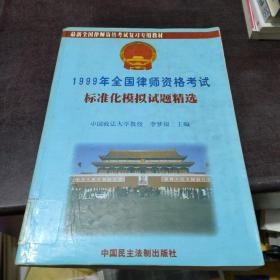 最新全国律师资格考试复习专用教材
1999年全国律师资格考试
标准化模拟试题精选
中国政法大学教授 李梦福 主编
中国民主法制出版社